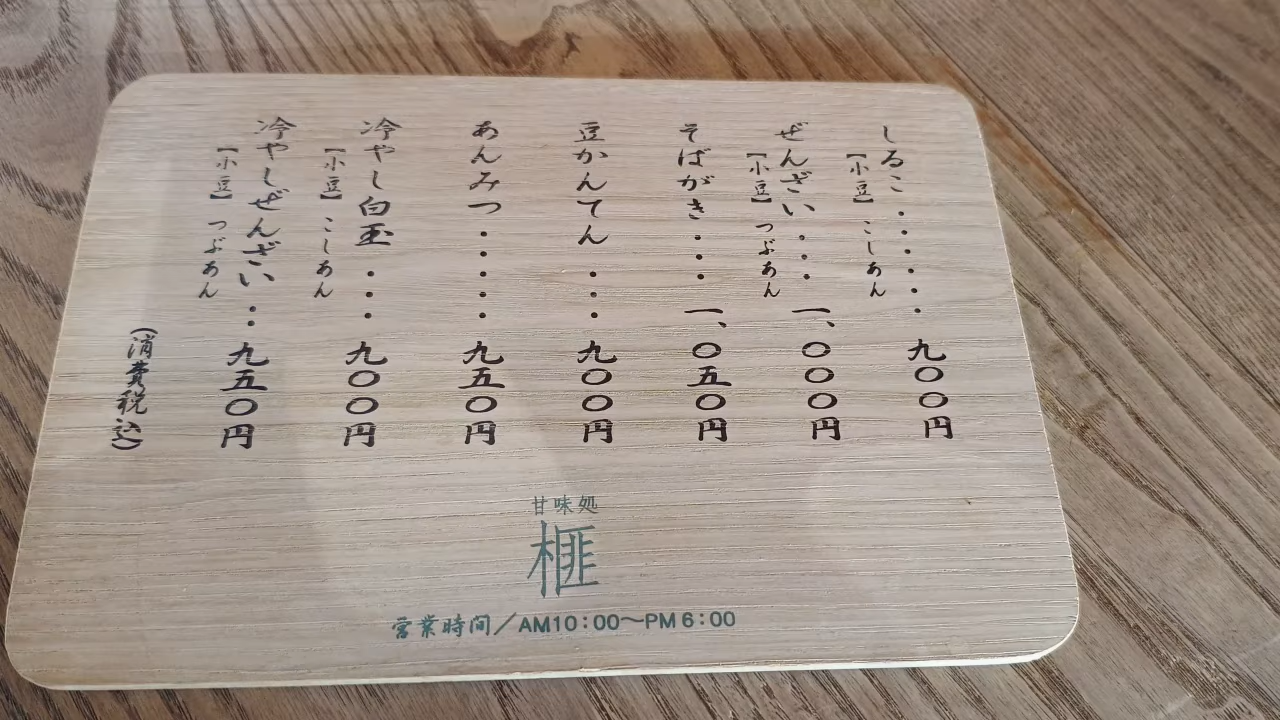 しるこ・・・・・九〇〇円
【小豆】こしあん
ぜんざい・・・一、〇〇〇円
【小豆】つぶあん
そばがき・・・一、〇五〇円
豆かんてん・・・九〇〇円
あんみつ・・・・・九五〇円
冷やし白玉・・・九〇〇円
【小豆】こしあん
冷やしぜんざい・・九五〇円
【小豆】つぶあん
(消費税込)
甘味処
榧
営業時間／AM10：00〜PM6：00